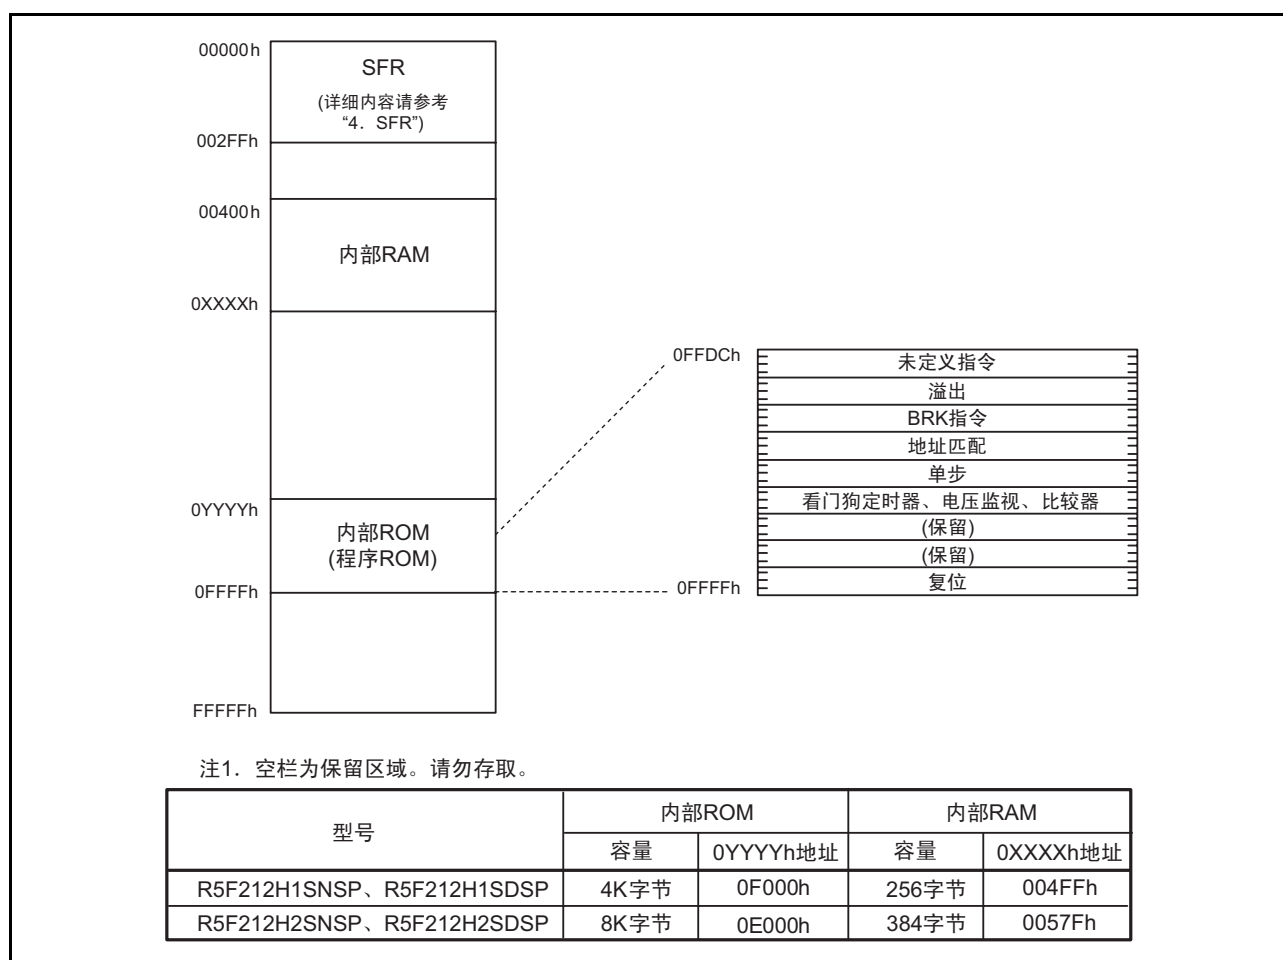 00000h
SFR
(详细内容请参考
“4．SFR”)
002FFh
00400h
内部RAM
0XXXXh
0YYYYh
内部ROM
(程序ROM)
0FFFFh
FFFFFh
0FFDCh
未定义指令
溢出
BRK指令
地址匹配
单步
看门狗定时器、电压监视、比较器
(保留)
(保留)
复位
0FFFFh
注1．空栏为保留区域。请勿存取。
型号 内部ROM 内部RAM
容量 0YYYYh地址 容量 0XXXXh地址
R5F212H1SNSP、R5F212H1SDSP 4K字节 0F000h 256字节 004FFh
R5F212H2SNSP、R5F212H2SDSP 8K字节 0E000h 384字节 0057Fh